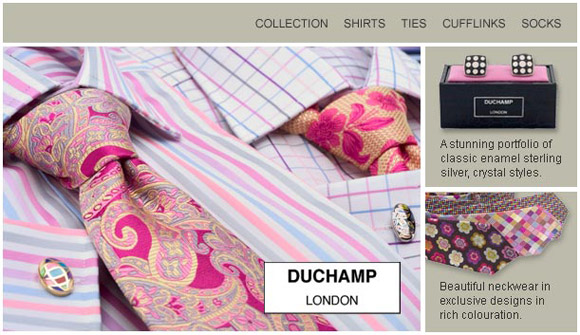 COLLECTION SHIRTS TIES CUFFLINKS SOCKS
DUCHAMP
LONDON
DUCHAMP
LONDON
A stunning portfolio of
classic enamel sterling
silver, crystal styles.
Beautiful neckwear in
exclusive designs in
rich colouration.